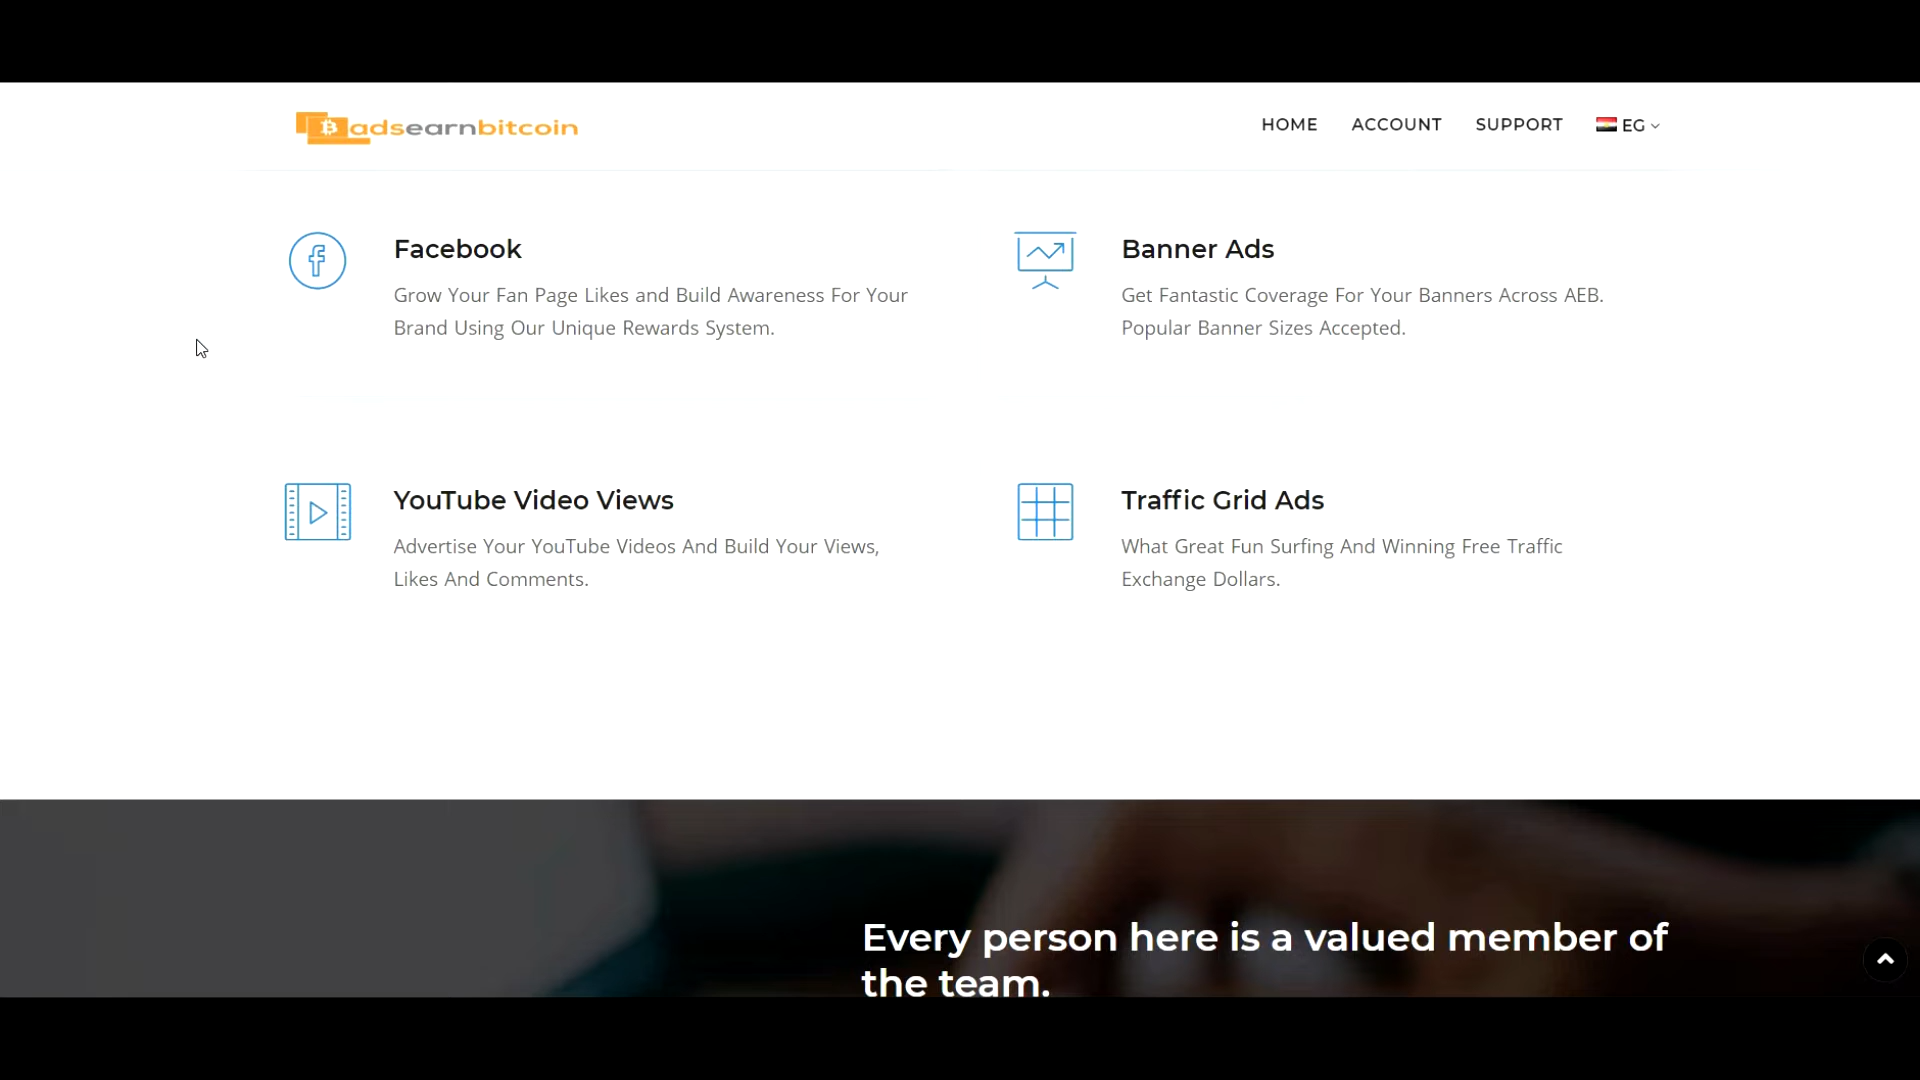 adsearnbitcoin
HOME ACCOUNT SUPPORT EG
Facebook
Grow Your Fan Page Likes and Build Awareness For Your
Brand Using Our Unique Rewards System.
Banner Ads
Get Fantastic Coverage For Your Banners Across AEB.
Popular Banner Sizes Accepted.
YouTube Video Views
Advertise Your YouTube Videos And Build Your Views,
Likes And Comments.
Traffic Grid Ads
What Great Fun Surfing And Winning Free Traffic
Exchange Dollars.
Every person here is a valued member of
the team.